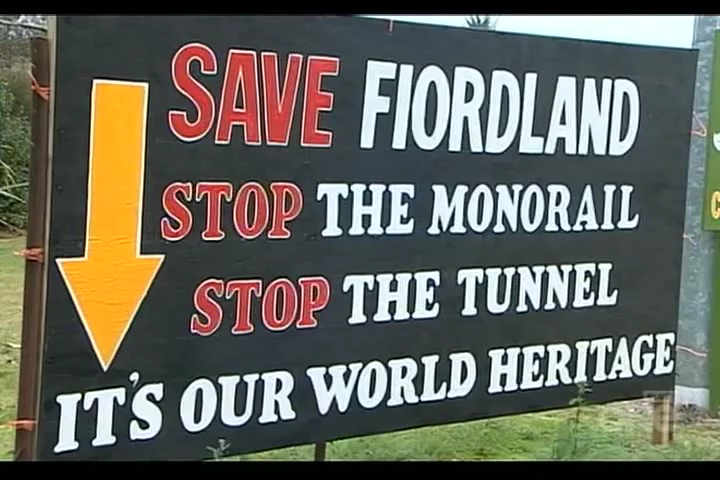 SAVE FIORDLAND
STOP THE MONORAIL
STOP THE TUNNEL
IT'S OUR WORLD HERITAGE